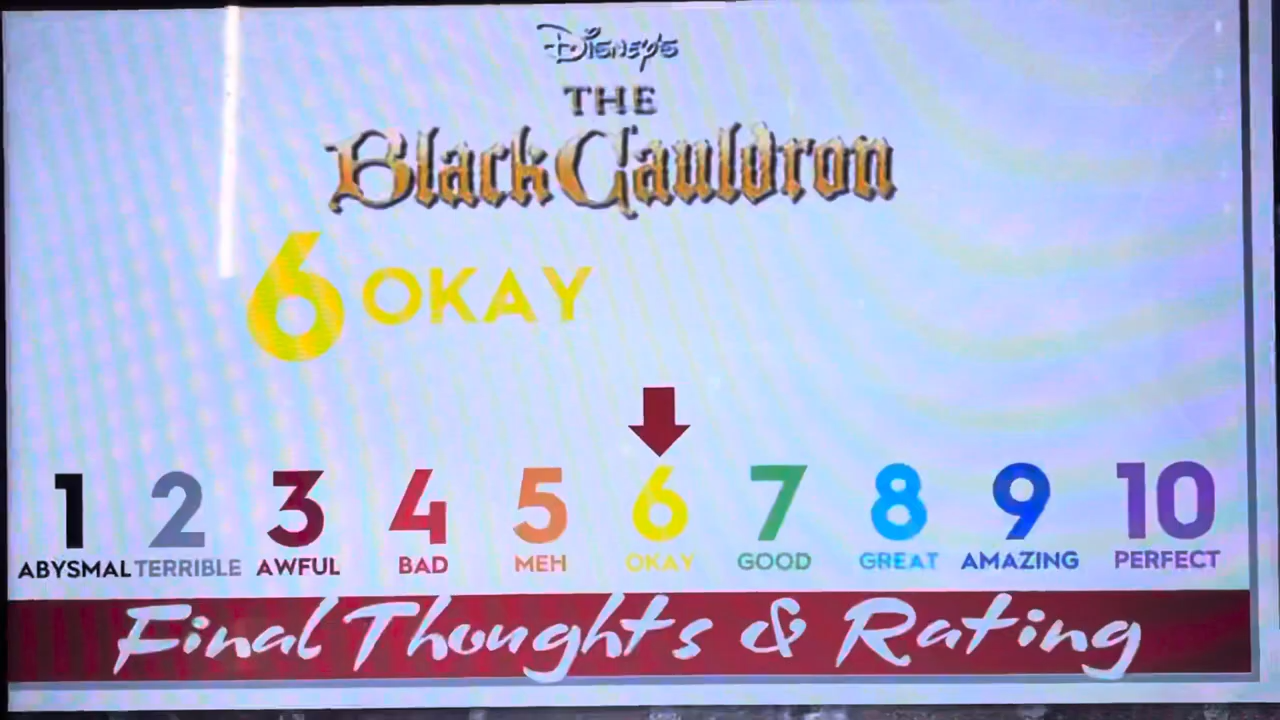 Disney's
THE
Black Cauldron
6 OKAY
1 2 3 4 5 6 7 8 9 10
ABYSMAL TERRIBLE AWFUL BAD MEH OKAY GOOD GREAT AMAZING PERFECT
Final Thoughts & Rating